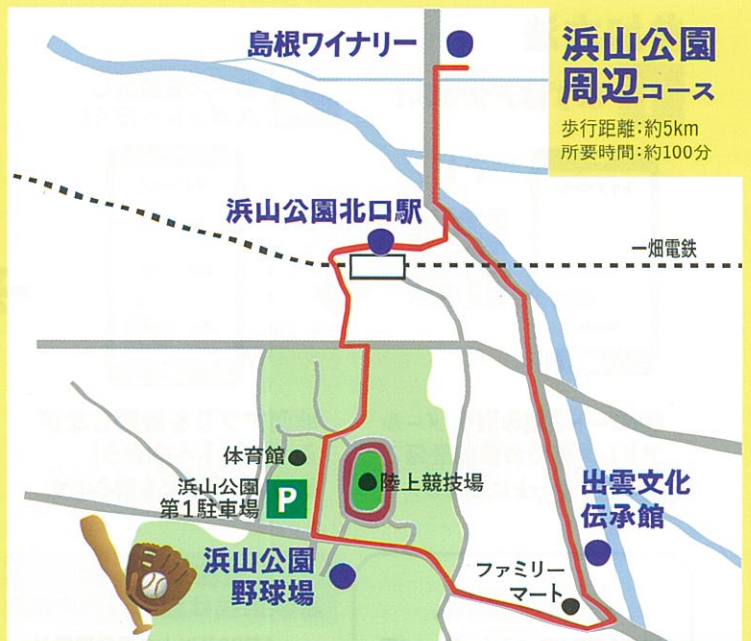 島根ワイナリー
浜山公園
周辺コース
歩行距離:約5km
所要時間:約100分
浜山公園北口駅
一畑電鉄
体育館
浜山公園
第1駐車場
P
陸上競技場
出雲文化
伝承館
浜山公園
野球場
ファミリー
マート